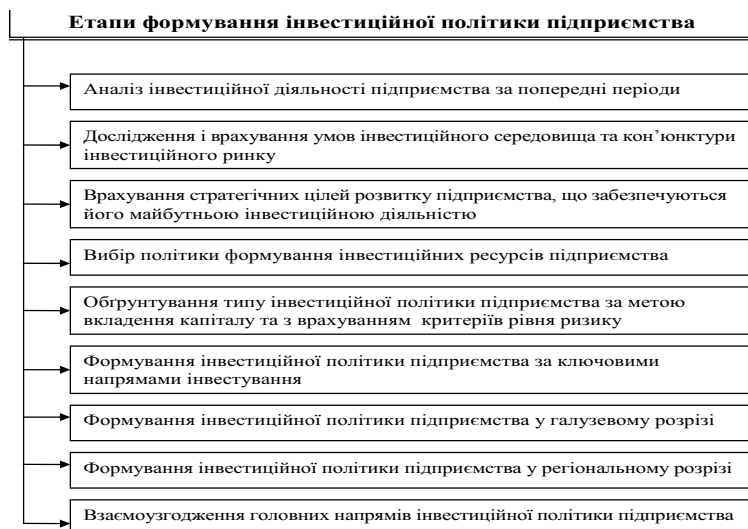 Етапи формування інвестиційної політики підприємства
Аналіз інвестиційної діяльності підприємства за попередні періоди
Дослідження і врахування умов інвестиційного середовища та кон’юнктури
інвестиційного ринку
Врахування стратегічних цілей розвитку підприємства, що забезпечуються
його майбутньою інвестиційною діяльністю
Вибір політики формування інвестиційних ресурсів підприємства
Обґрунтування типу інвестиційної політики підприємства за метою
вкладення капіталу та з врахуванням критеріїв рівня ризику
Формування інвестиційної політики підприємства за ключовими
напрямами інвестування
Формування інвестиційної політики підприємства у галузевому розрізі
Формування інвестиційної політики підприємства у регіональному розрізі
Взаємоузгодження головних напрямів інвестиційної політики підприємства